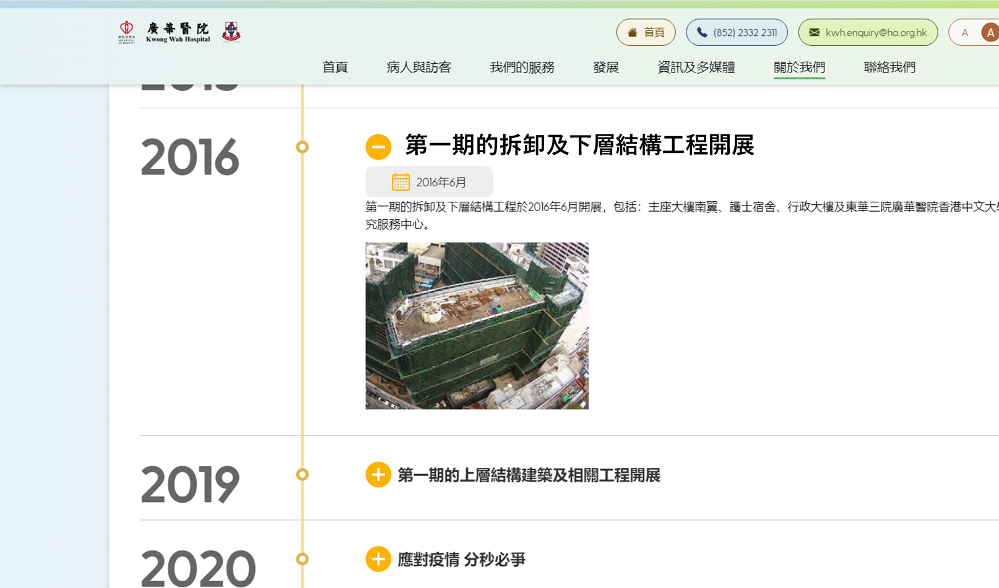 廣華醫院
Kwong Wah Hospital
首頁
(852) 2332 2311
kwh.enquiry@ha.org.hk
A
A
首頁
病人與訪客
我們的服務
發展
資訊及多媒體
關於我們
聯絡我們
2016
第一期的拆卸及下層結構工程開展
2016年6月
第一期的拆卸及下層結構工程於2016年6月開展，包括：主座大樓南翼、護士宿舍、行政大樓及東華三院廣華醫院香港中文大
究服務中心。
2019
第一期的上層結構建築及相關工程開展
2020
應對疫情 分秒必爭